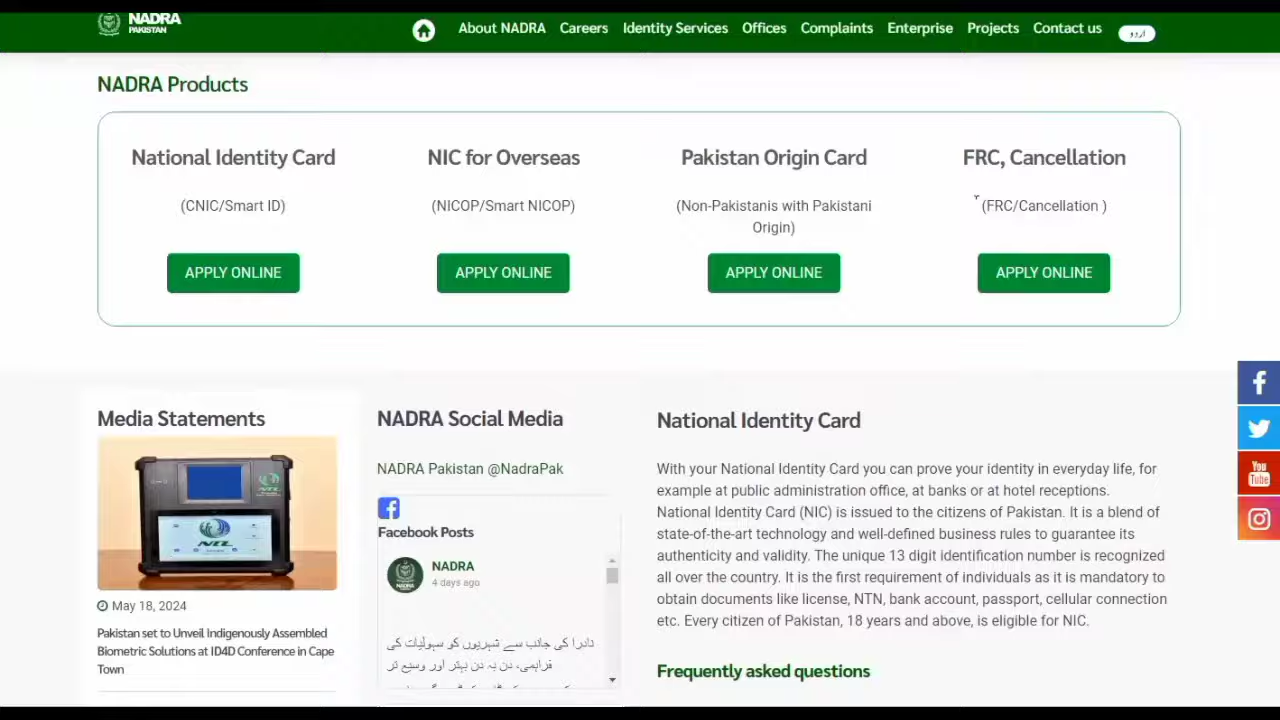 NADRA
PAKISTAN
About NADRA
Careers
Identity Services
Offices
Complaints
Enterprise
Projects
Contact us
اردو
NADRA Products
National Identity Card
(CNIC/Smart ID)
APPLY ONLINE
NIC for Overseas
(NICOP/Smart NICOP)
APPLY ONLINE
Pakistan Origin Card
(Non-Pakistanis with Pakistani
Origin)
APPLY ONLINE
FRC, Cancellation
(FRC/Cancellation )
APPLY ONLINE
Media Statements
NTL
May 18, 2024
Pakistan set to Unveil Indigenously Assembled
Biometric Solutions at ID4D Conference in Cape
Town
NADRA Social Media
NADRA Pakistan @NadraPak
Facebook Posts
NADRA
4 days ago
نادرا کی جانب سے شہریوں کو سہولیات کی
فراہمی، دن بہ دن بہتر اور وسیع تر
National Identity Card
With your National Identity Card you can prove your identity in everyday life, for
example at public administration office, at banks or at hotel receptions.
National Identity Card (NIC) is issued to the citizens of Pakistan. It is a blend of
state-of-the-art technology and well-defined business rules to guarantee its
authenticity and validity. The unique 13 digit identification number is recognized
all over the country. It is the first requirement of individuals as it is mandatory to
obtain documents like license, NTN, bank account, passport, cellular connection
etc. Every citizen of Pakistan, 18 years and above, is eligible for NIC.
Frequently asked questions
You
Tube